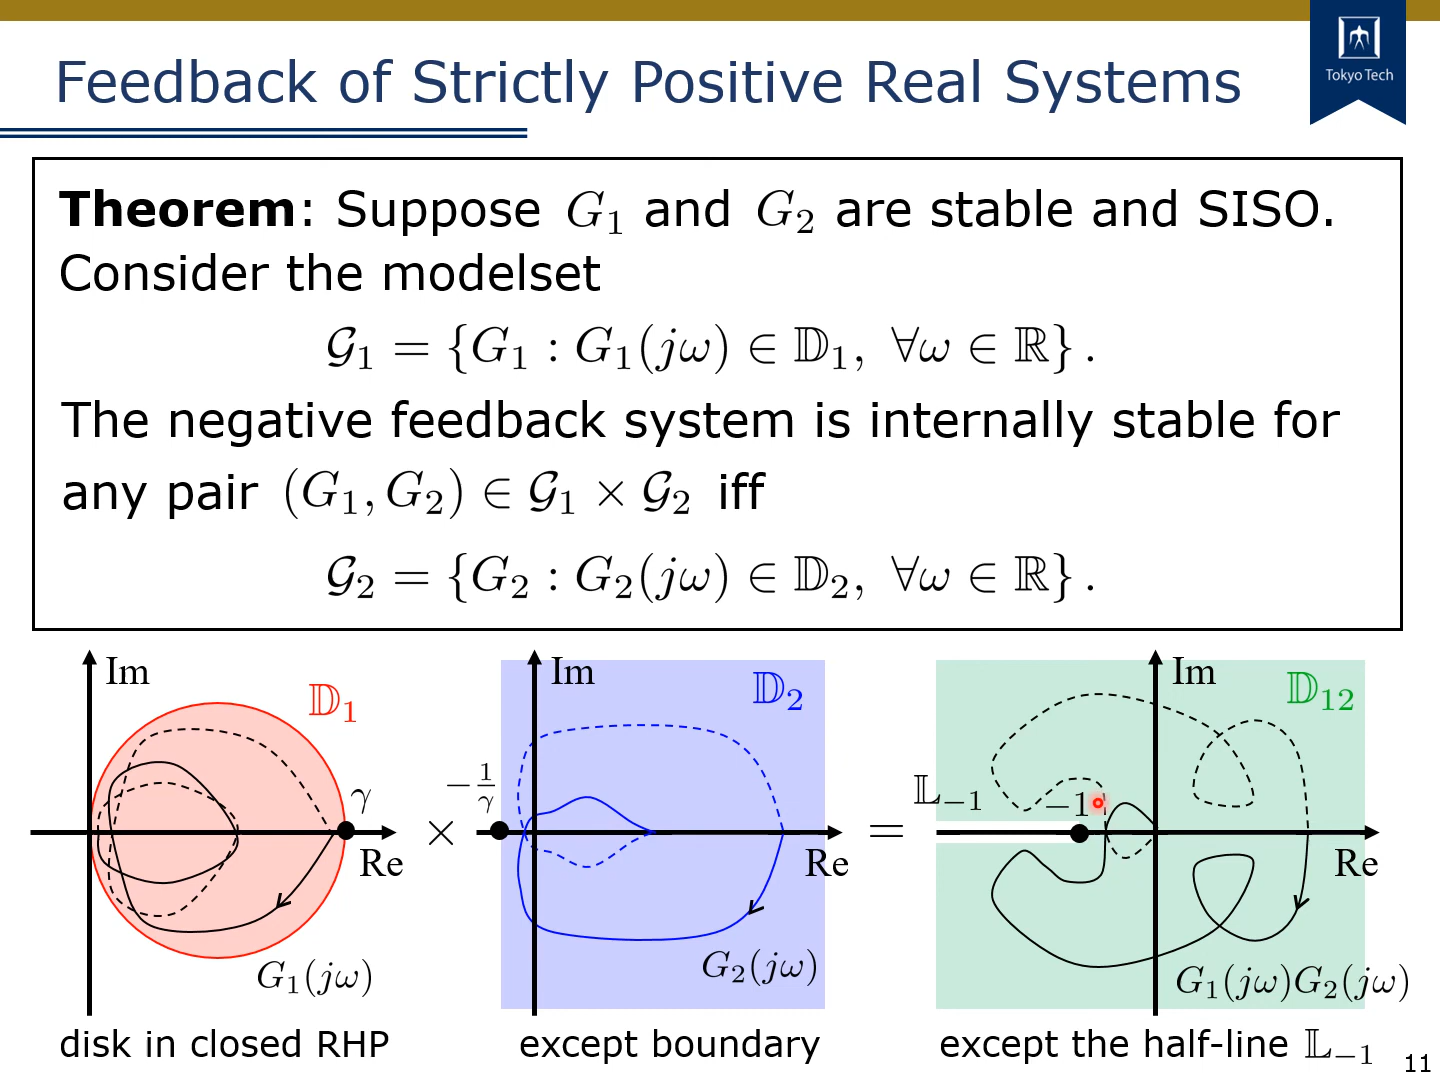 Feedback of Strictly Positive Real Systems
Tokyo Tech
Theorem: Suppose G₁ and G₂ are stable and SISO.
Consider the modelset
𝒢₁ = {G₁ : G₁(jω) ∈ 𝔻₁, ∀ω ∈ ℝ} .
The negative feedback system is internally stable for
any pair (G₁, G₂) ∈ 𝒢₁ × 𝒢₂ iff
𝒢₂ = {G₂ : G₂(jω) ∈ 𝔻₂, ∀ω ∈ ℝ} .
Im
𝔻₁
γ
Re
G₁(jω)
disk in closed RHP
×
Im
𝔻₂
−1/γ
Re
G₂(jω)
except boundary
=
Im
𝔻₁₂
𝕃₋₁
−1
Re
G₁(jω)G₂(jω)
except the half-line 𝕃₋₁
11